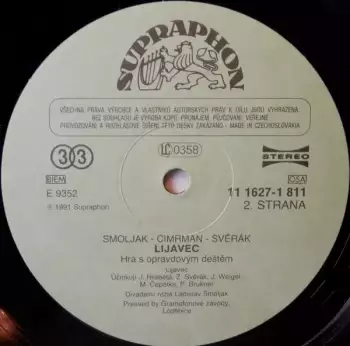 SUPRAPHON
VŠECHNA PRÁVA VÝROBCE A VLASTNÍKŮ AUTORSKÝCH PRÁV K DÍLU JSOU VYHRAZENA
BEZ SOUHLASU JE VÝROBA KOPIÍ, PRONÁJEM, PŮJČOVÁNÍ, VEŘEJNÉ
PROVOZOVÁNÍ A ROZHLASOVÉ ŠÍŘENÍ TÉTO DESKY ZAKÁZÁNO • MADE IN CZECHOSLOVAKIA
33
LC 0358
STEREO
BIEM
OSA
E 9352
11 1627-1 811
℗ 1991 Supraphon
2. STRANA
SMOLJAK - CIMRMAN - SVĚRÁK
LIJAVEC
Hra s opravdovým deštěm
Lijavec
Účinkují J. Z. Svěrák, J. Weigel,
M. Čepelka, P. Brukner
Divadelní režie Ladislav Smoljak
Pressed by Gramofonové závody,
Loděnice